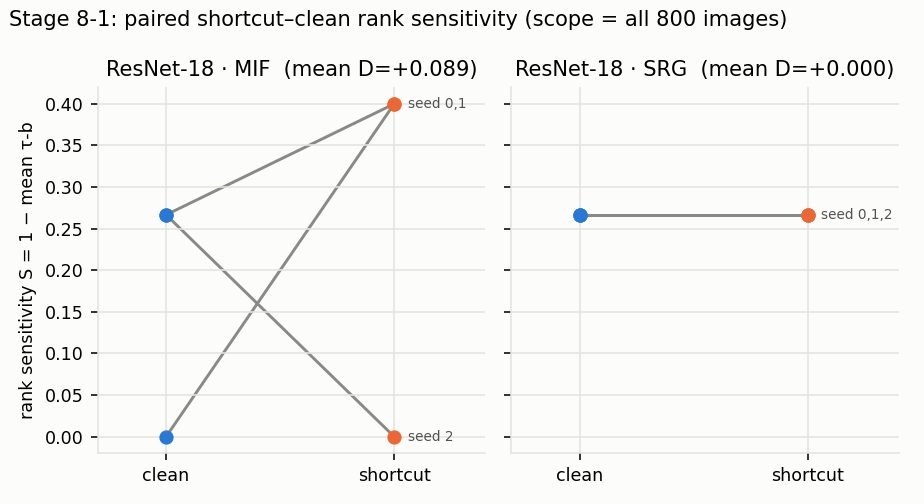 Stage 8-1: paired shortcut–clean rank sensitivity (scope = all 800 images)
ResNet-18 · MIF (mean D=+0.089)
ResNet-18 · SRG (mean D=+0.000)
rank sensitivity S = 1 − mean τ-b
0.40
0.35
0.30
0.25
0.20
0.15
0.10
0.05
0.00
seed 0,1
seed 2
seed 0,1,2
clean
shortcut
clean
shortcut